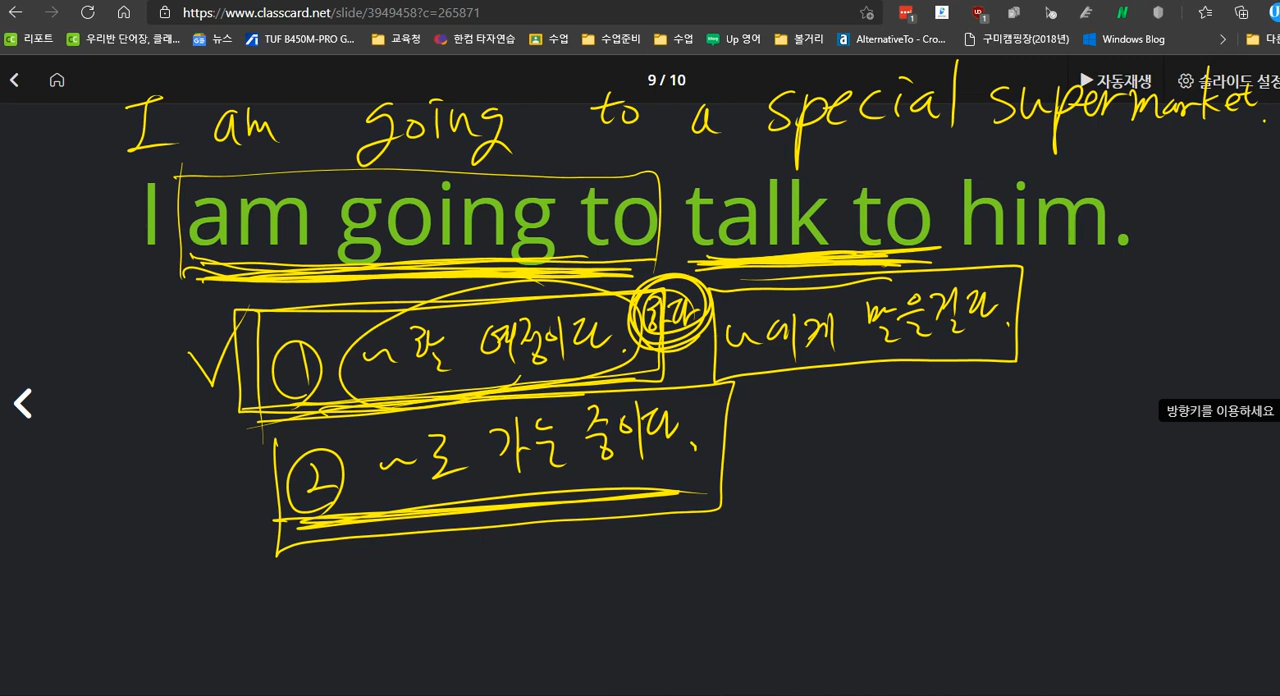 https://www.classcard.net/slide/3949458?c=265871
리포트 우리반 단어장, 클래... 뉴스 TUF B450M-PRO G... 교육청 한컴 타자연습 수업 수업준비 수업 Up 영어 볼거리 AlternativeTo - Cro... 구미캠핑장(2018년) Windows Blog 다른
9 / 10 자동재생 슬라이드 설정
I am going to a special supermarket.
I am going to talk to him.
① ~할 예정이다. ~에게 말을걸다.
② ~로 가는 중이다.
방향키를 이용하세요